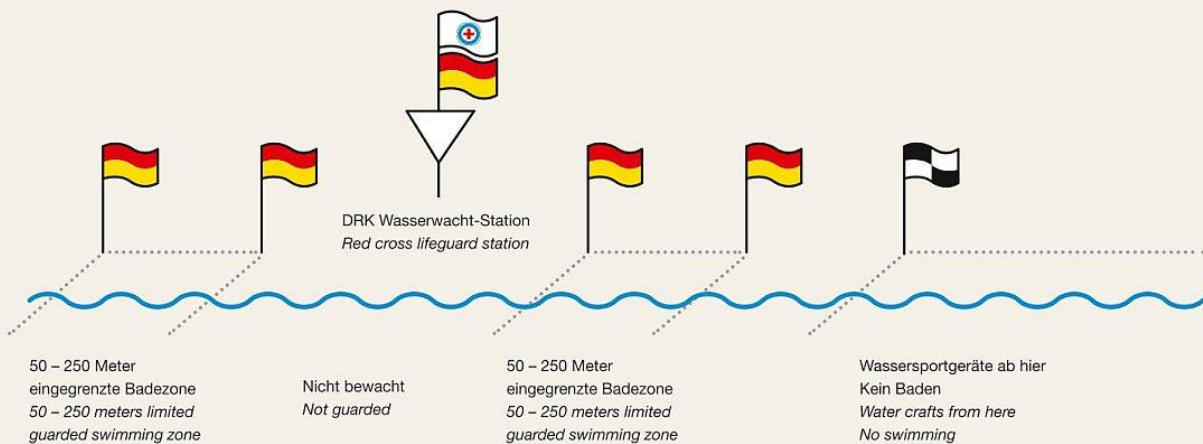 DRK Wasserwacht-Station
Red cross lifeguard station
50 – 250 Meter
eingegrenzte Badezone
50 – 250 meters limited
guarded swimming zone
Nicht bewacht
Not guarded
50 – 250 Meter
eingegrenzte Badezone
50 – 250 meters limited
guarded swimming zone
Wassersportgeräte ab hier
Kein Baden
Water crafts from here
No swimming